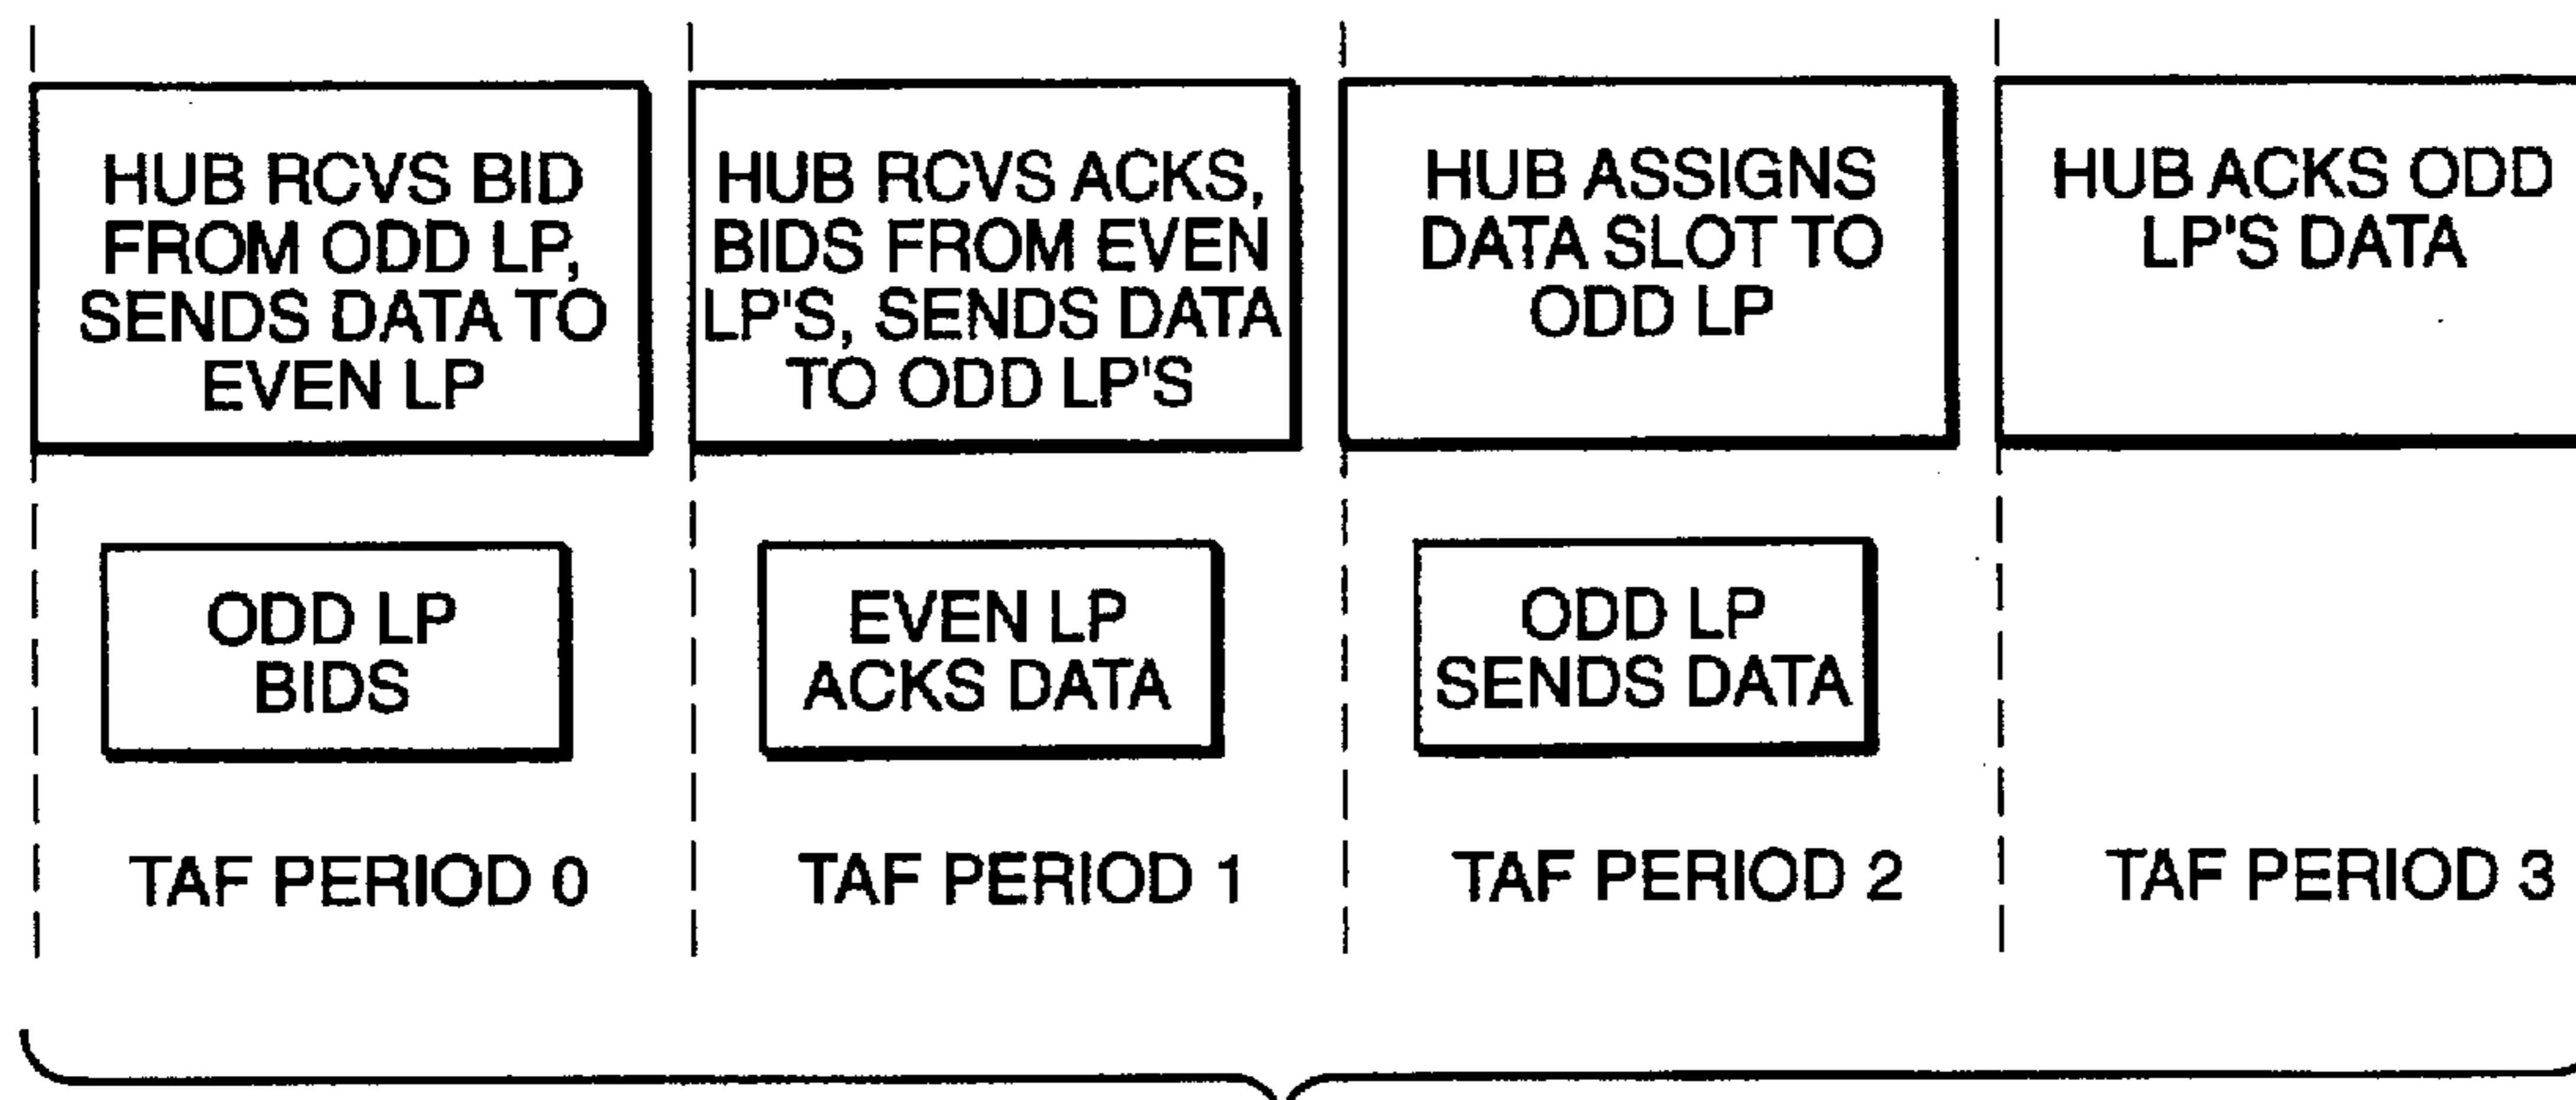 HUB RCVS BID
FROM ODD LP,
SENDS DATA TO
EVEN LP
HUB RCVS ACKS,
BIDS FROM EVEN
LP'S, SENDS DATA
TO ODD LP'S
HUB ASSIGNS
DATA SLOT TO
ODD LP
HUB ACKS ODD
LP'S DATA
ODD LP
BIDS
EVEN LP
ACKS DATA
ODD LP
SENDS DATA
TAF PERIOD 0
TAF PERIOD 1
TAF PERIOD 2
TAF PERIOD 3